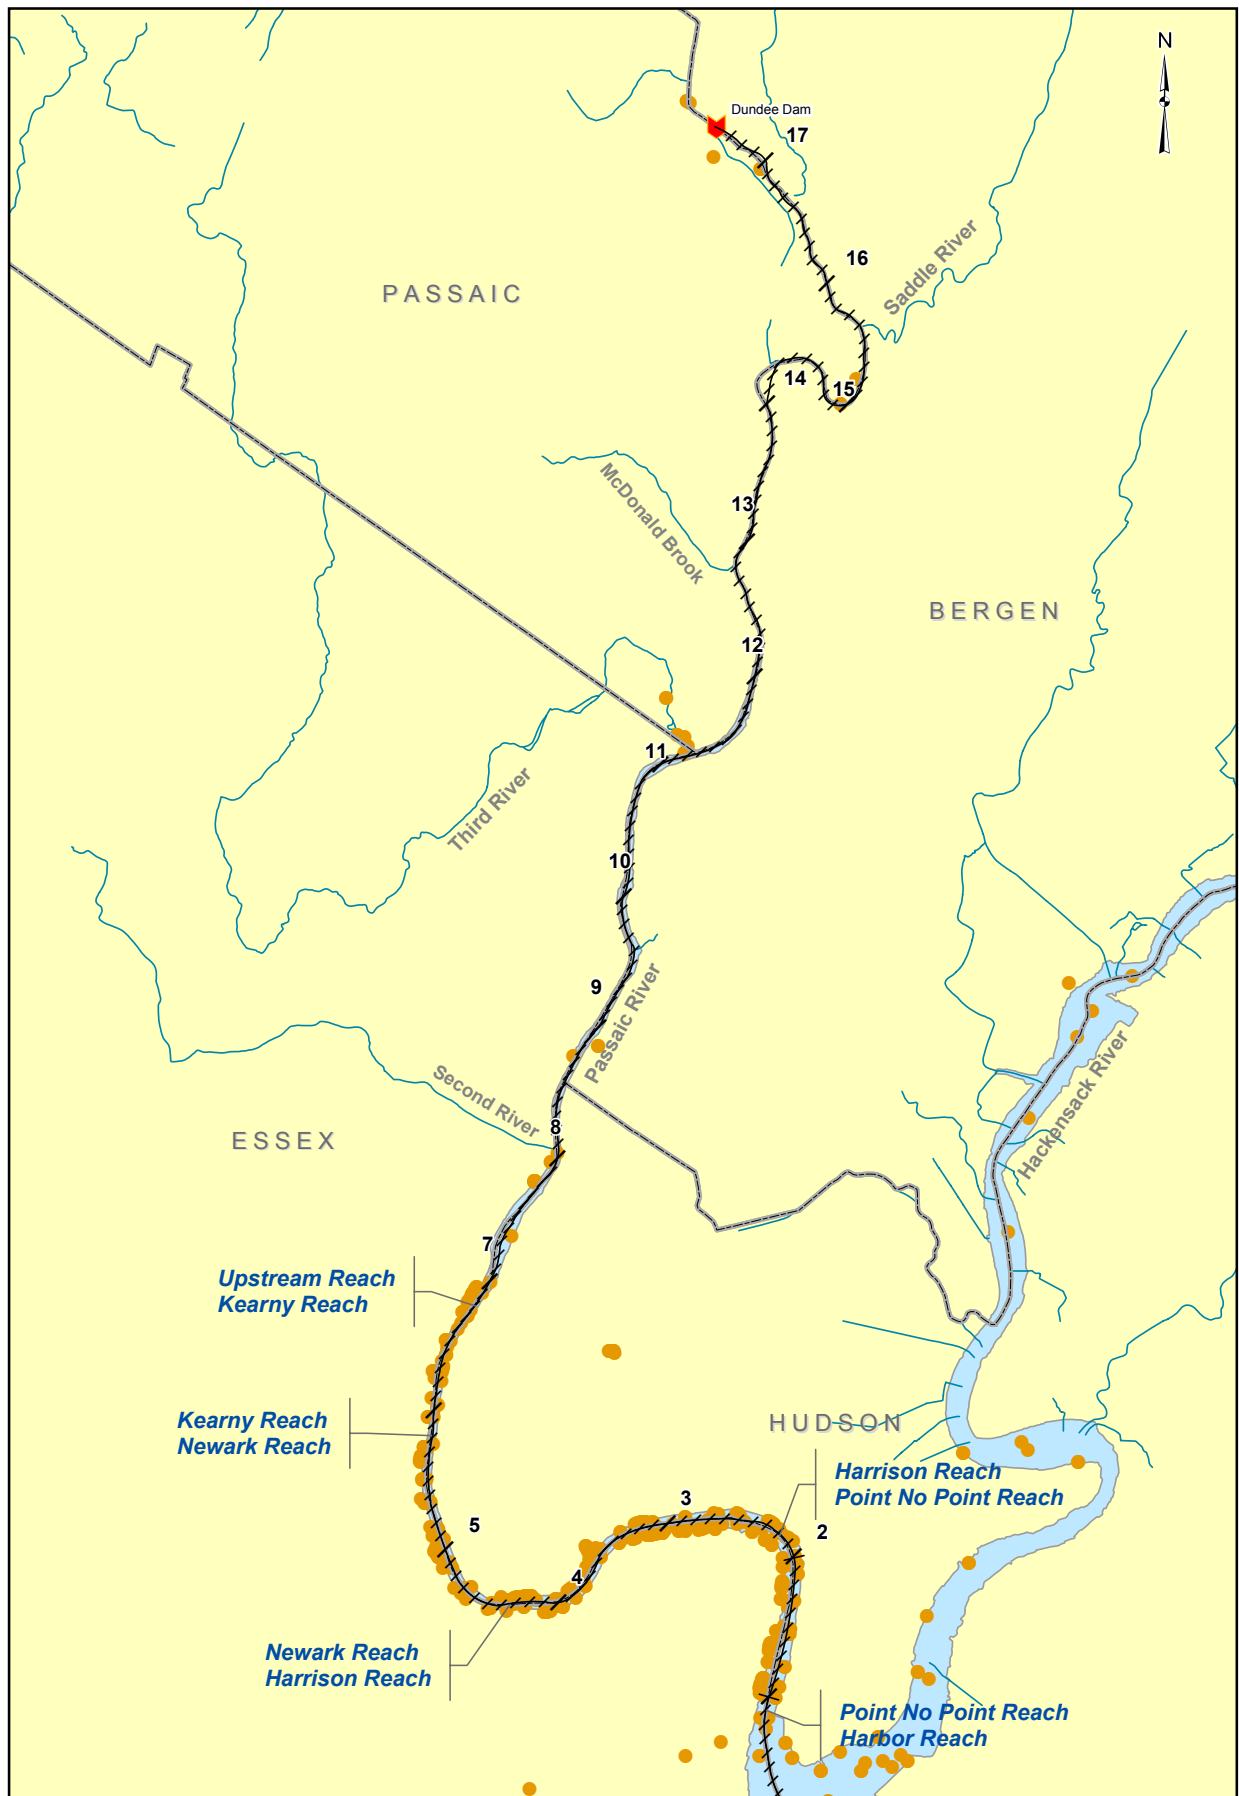 N
Dundee Dam
17
16
Saddle River
PASSAIC
14
15
McDonald Brook
13
BERGEN
12
11
Third River
10
9
Passaic River
Hackensack River
Second River
8
ESSEX
7
Upstream Reach
Kearny Reach
Kearny Reach
Newark Reach
HUDSON
Harrison Reach
Point No Point Reach
3
5
2
4
Newark Reach
Harrison Reach
Point No Point Reach
Harbor Reach